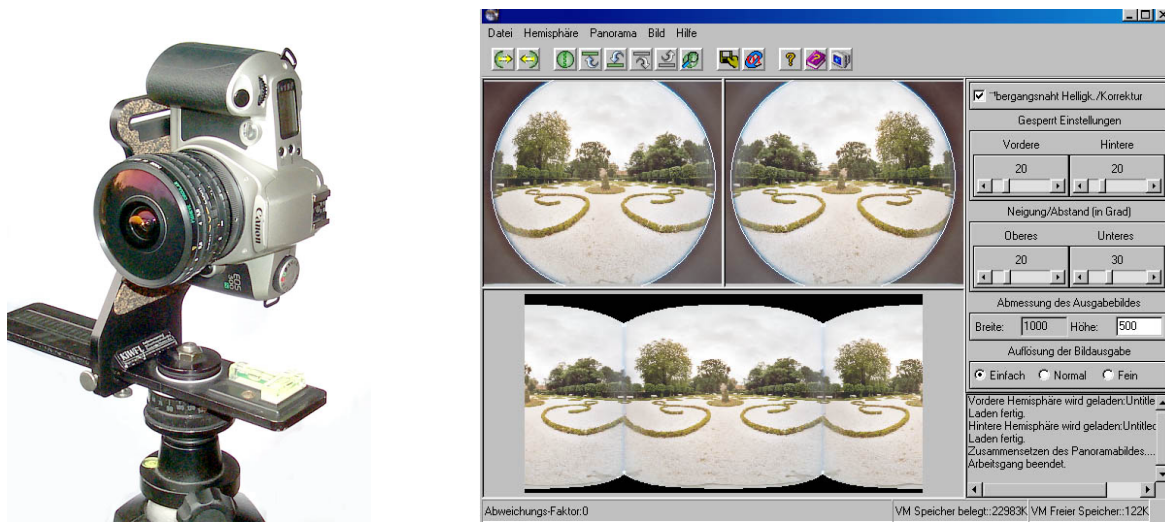 Canon
EOS
KIWFI
Datei Hemisphäre Panorama Bild Hilfe
"bergangsnaht Helligk./Korrektur
Gesperrt Einstellungen
Vordere Hintere
20 20
Neigung/Abstand (in Grad)
Oberes Unteres
20 30
Abmessung des Ausgabebildes
Breite: 1000 Höhe: 500
Auflösung der Bildausgabe
Einfach Normal Fein
Vordere Hemisphäre wird geladen:Untitle
Laden fertig.
Hintere Hemisphäre wird geladen:Untitled
Laden fertig.
Zusammensetzen des Panoramabildes....
Arbeitsgang beendet.
Abweichungs-Faktor:0 VM Speicher belegt::22983K VM Freier Speicher::122K